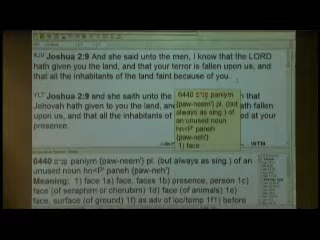 KJV Joshua 2:9 And she said unto the men, I know that the LORD
hath given you the land, and that your terror is fallen upon us, and
that all the inhabitants of the land faint because of you.
YLT Joshua 2:9 and she saith unto the
Jehovah hath given to you the land, and
upon us, and that all the inhabitants of
presence.
6440 פָּנִים paniym
{paw-neem'} pl. (but
always as sing.) of
an unused noun
hn<P' paneh
{paw-neh'}
1) face
hath fallen
d at your
6440 פָּנִים paniym {paw-neem'} pl. (but always as sing.) of an
unused noun hn<P' paneh {paw-neh'}
Meaning: 1) face 1a) face, faces 1b) presence, person 1c)
face (of seraphim or cherubim) 1d) face (of animals) 1e)
face, surface (of ground) 1f) as adv of loc/temp 1f1) before